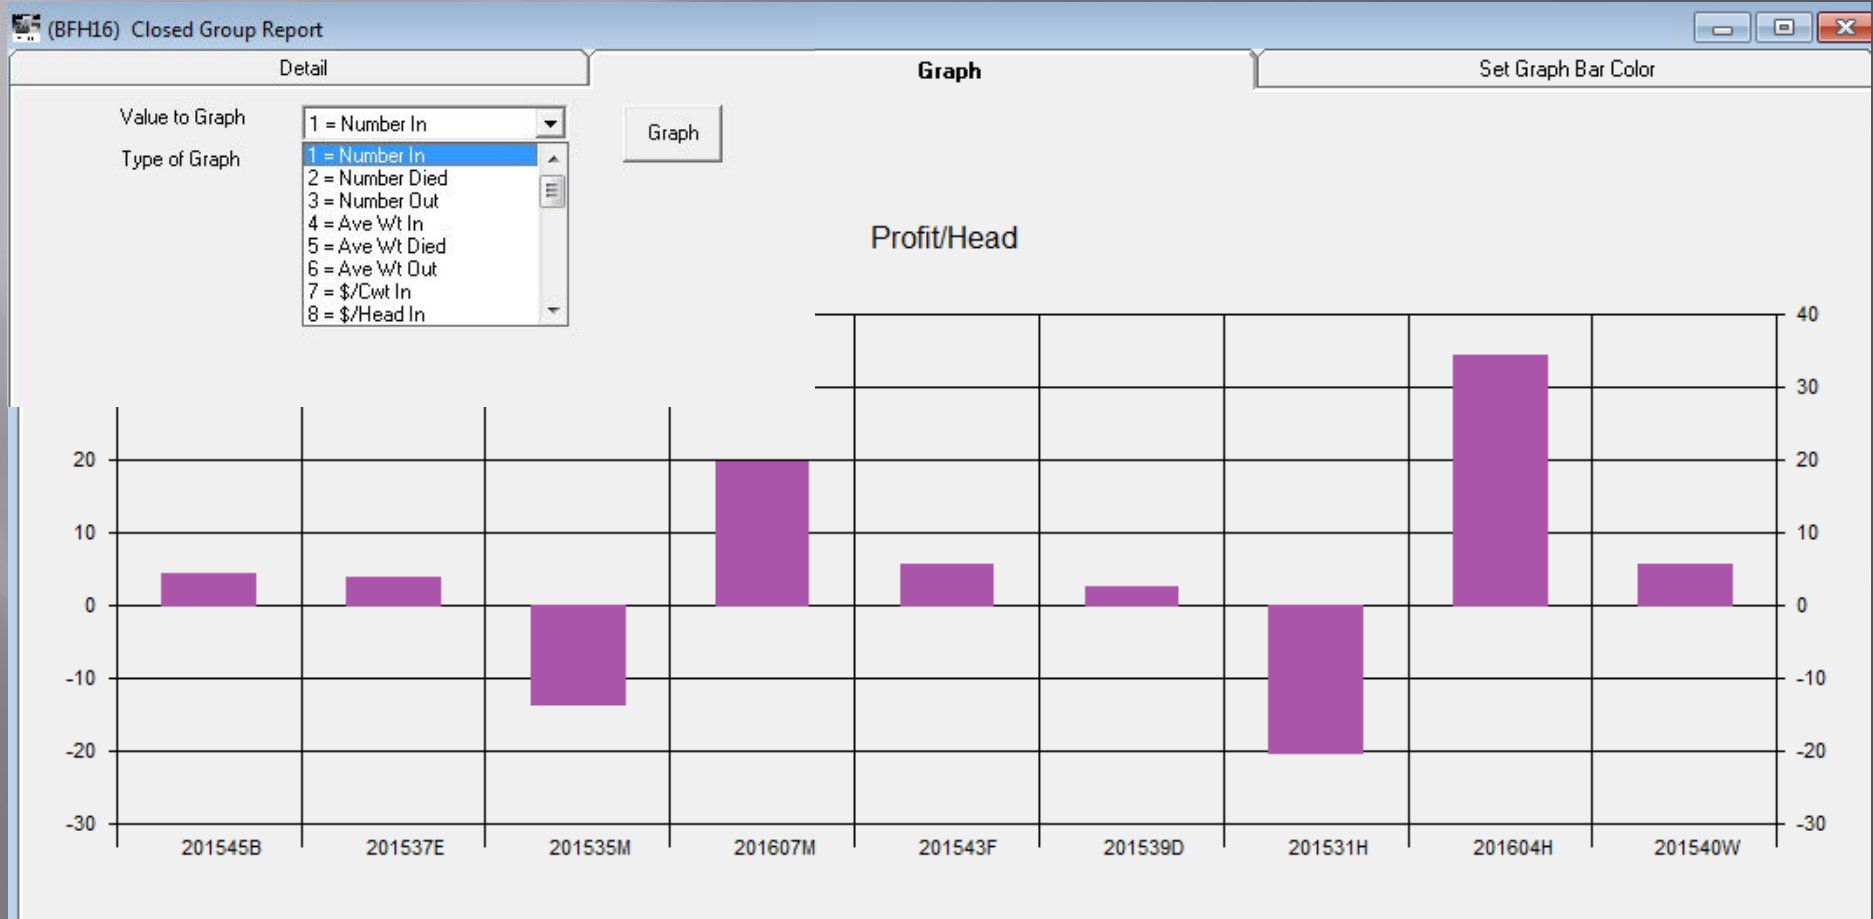 (BFH16) Closed Group Report
Detail
Graph
Set Graph Bar Color
Value to Graph
1 = Number In
Graph
Type of Graph
1 = Number In
2 = Number Died
3 = Number Out
4 = Ave Wt In
5 = Ave Wt Died
6 = Ave Wt Out
7 = $/Cwt In
8 = $/Head In
Profit/Head
40
30
20 20
10 10
0 0
-10 -10
-20 -20
-30 -30
201545B 201537E 201535M 201607M 201543F 201539D 201531H 201604H 201540W